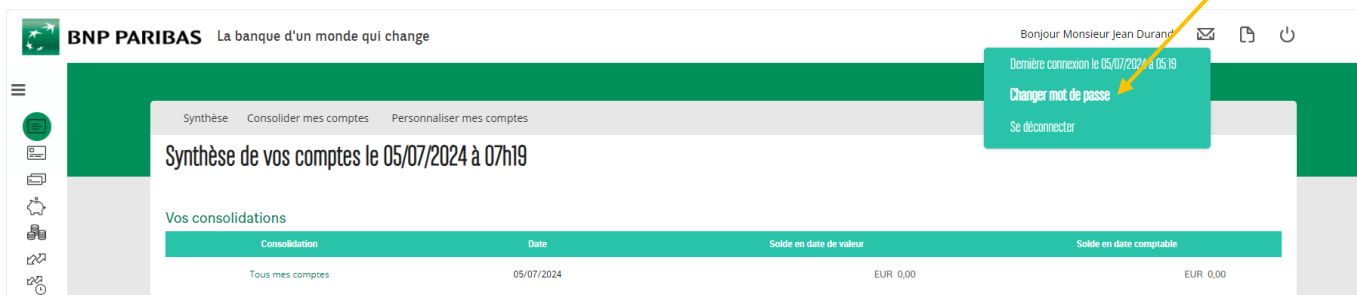 BNP PARIBAS La banque d'un monde qui change
Bonjour Monsieur Jean Durand
Dernière connexion le 05/07/2024 à 05:19
Changer mot de passe
Se déconnecter
Synthèse Consolider mes comptes Personnaliser mes comptes
Synthèse de vos comptes le 05/07/2024 à 07h19
Vos consolidations
Consolidation Date Solde en date de valeur Solde en date comptable
Tous mes comptes 05/07/2024 EUR 0,00 EUR 0,00